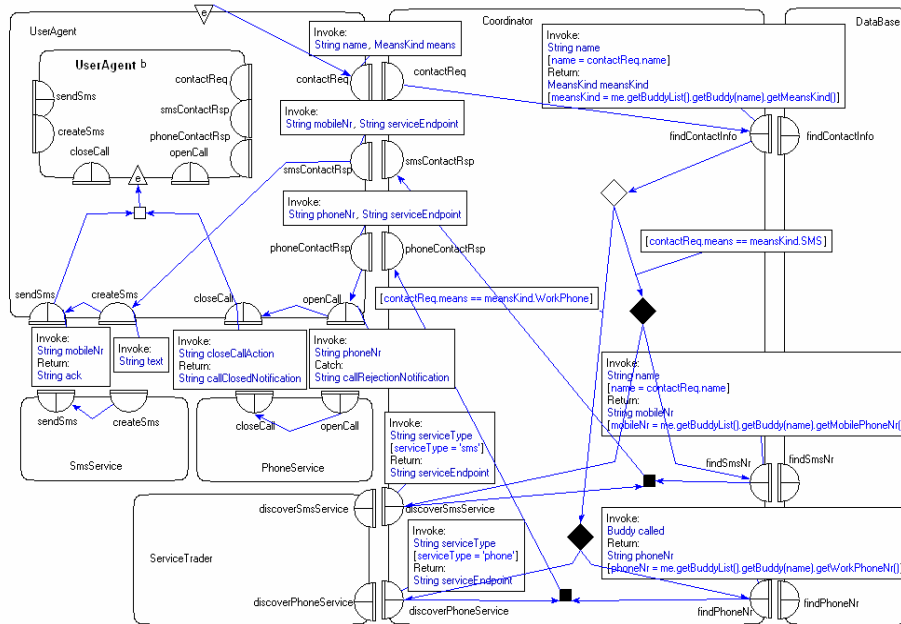 e
UserAgent
Coordinator
DataBase
Invoke:
String name, MeansKind means
Invoke:
String name
[name = contactReq.name]
Return:
MeansKind meansKind
[meansKind = me.getBuddyList().getBuddy(name).getMeansKind()]
UserAgent b
contactReq
contactReq
contactReq
sendSms
smsContactRsp
createSms
phoneContactRsp
closeCall
openCall
e
Invoke:
String mobileNr, String serviceEndpoint
findContactInfo
findContactInfo
smsContactRsp
smsContactRsp
Invoke:
String phoneNr, String serviceEndpoint
phoneContactRsp
phoneContactRsp
[contactReq.means == meansKind.SMS]
[contactReq.means == meansKind.WorkPhone]
sendSms
createSms
closeCall
openCall
Invoke:
String mobileNr
Return:
String ack
Invoke:
String text
Invoke:
String closeCallAction
Return:
String callClosedNotification
Invoke:
String phoneNr
Catch:
String callRejectionNotification
Invoke:
String name
[name = contactReq.name]
Return:
String mobileNr
[mobileNr = me.getBuddyList().getBuddy(name).getMobilePhoneNr()
sendSms
createSms
SmsService
closeCall
openCall
PhoneService
Invoke:
String serviceType
[serviceType = 'sms']
Return:
String serviceEndpoint
findSmsNr
findSmsNr
discoverSmsService
discoverSmsService
ServiceTrader
Invoke:
String serviceType
[serviceType = 'phone']
Return:
String serviceEndpoint
Invoke:
Buddy called
Return:
String phoneNr
[phoneNr = me.getBuddyList().getBuddy(name).getWorkPhoneNr()]
discoverPhoneService
discoverPhoneService
findPhoneNr
findPhoneNr